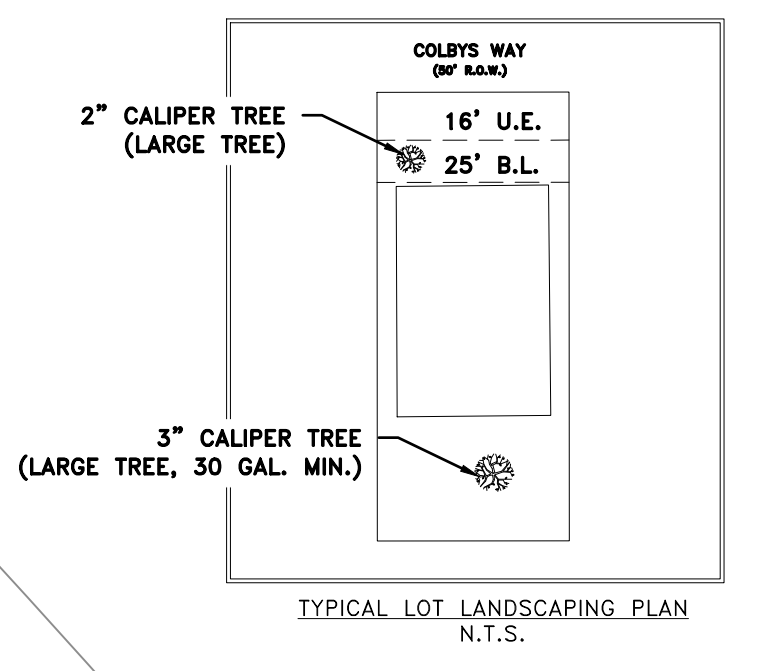 COLBYS WAY
(50' R.O.W.)
2" CALIPER TREE
(LARGE TREE)
16' U.E.
25' B.L.
3" CALIPER TREE
(LARGE TREE, 30 GAL. MIN.)
TYPICAL LOT LANDSCAPING PLAN
N.T.S.